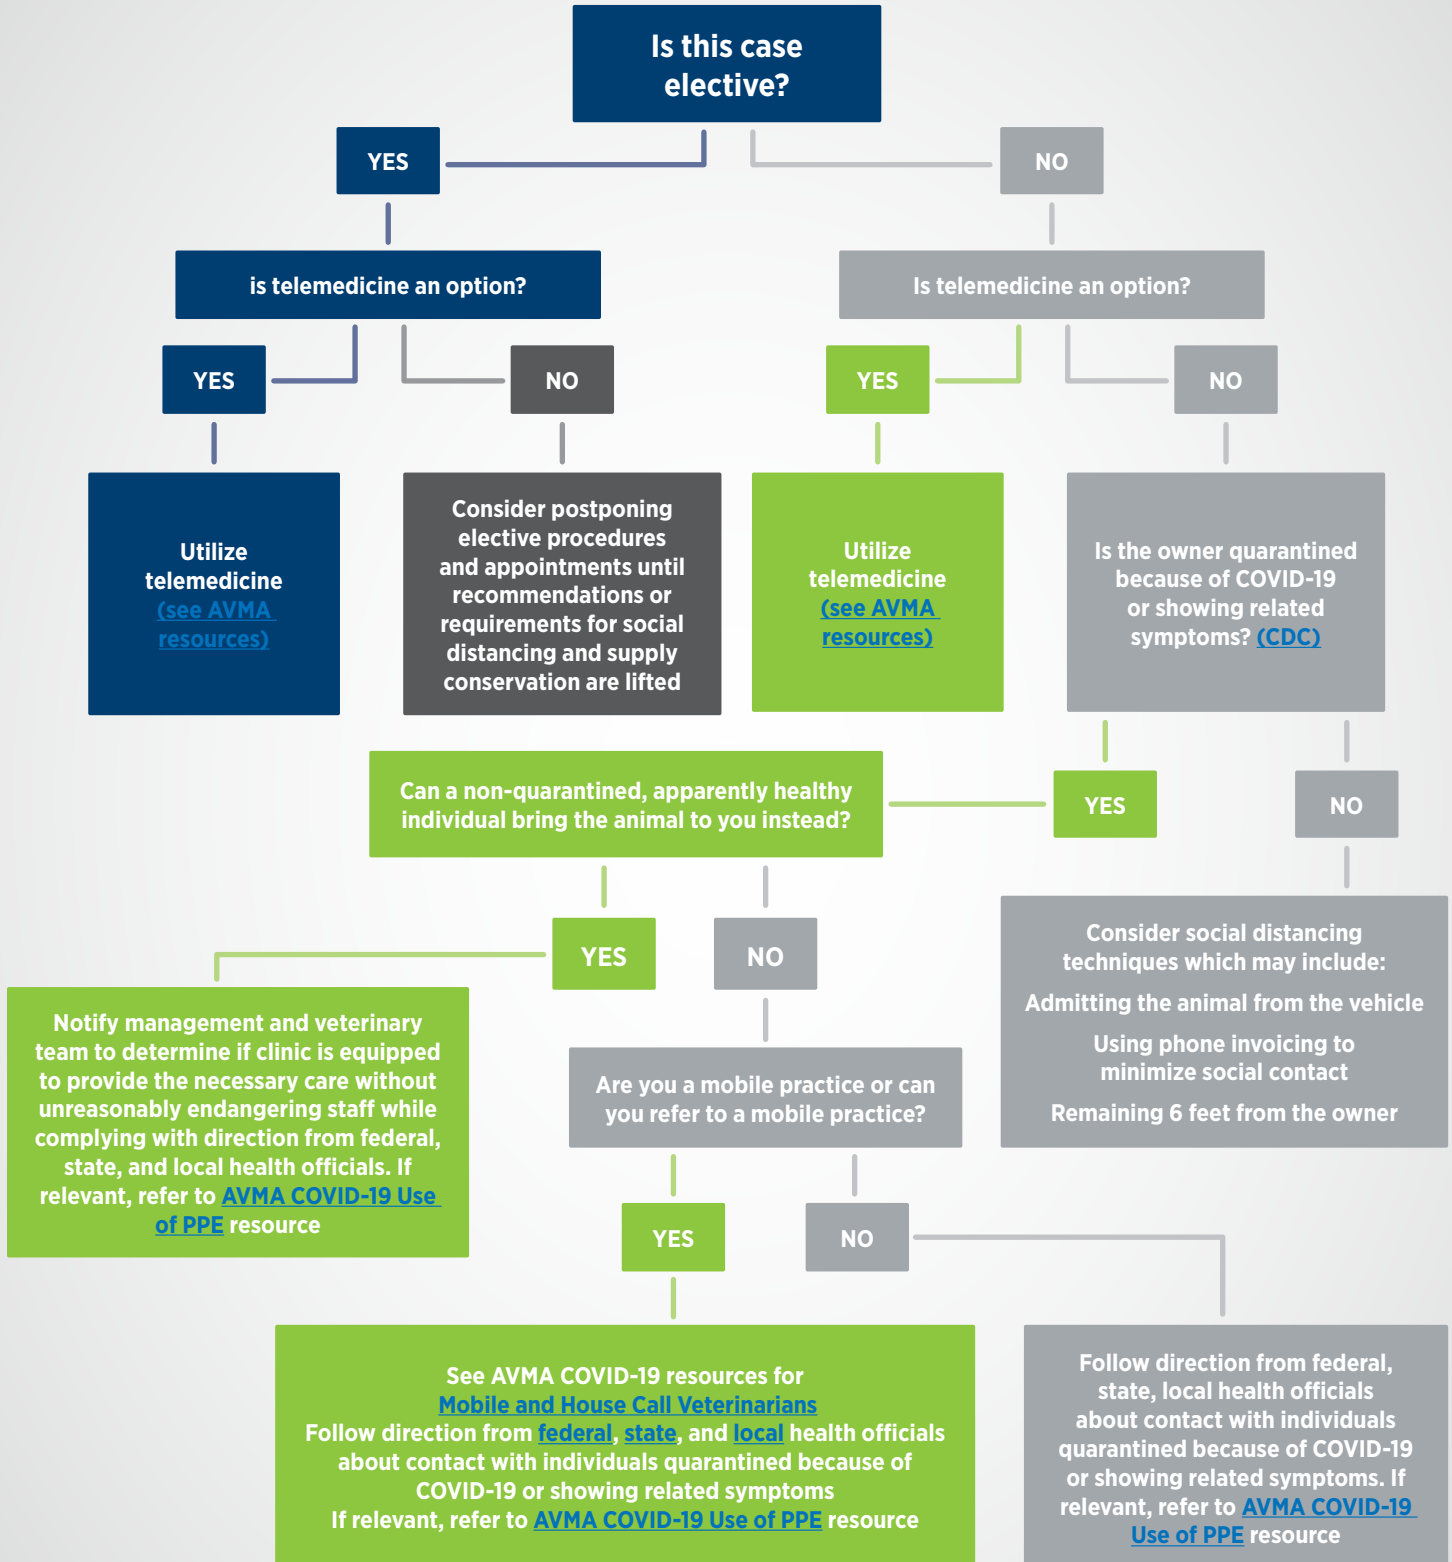 Is this case
elective?
YES
NO
is telemedicine an option?
Is telemedicine an option?
YES
NO
YES
NO
Utilize
telemedicine
(see AVMA
resources)
Consider postponing
elective procedures
and appointments until
recommendations or
requirements for social
distancing and supply
conservation are lifted
Utilize
telemedicine
(see AVMA
resources)
Is the owner quarantined
because of COVID-19
or showing related
symptoms? (CDC)
Can a non-quarantined, apparently healthy
individual bring the animal to you instead?
YES
NO
YES
NO
Consider social distancing
techniques which may include:
Admitting the animal from the vehicle
Using phone invoicing to
minimize social contact
Remaining 6 feet from the owner
Notify management and veterinary
team to determine if clinic is equipped
to provide the necessary care without
unreasonably endangering staff while
complying with direction from federal,
state, and local health officials. If
relevant, refer to AVMA COVID-19 Use
of PPE resource
Are you a mobile practice or can
you refer to a mobile practice?
YES
NO
See AVMA COVID-19 resources for
Mobile and House Call Veterinarians
Follow direction from federal, state, and local health officials
about contact with individuals quarantined because of
COVID-19 or showing related symptoms
If relevant, refer to AVMA COVID-19 Use of PPE resource
Follow direction from federal,
state, local health officials
about contact with individuals
quarantined because of COVID-19
or showing related symptoms. If
relevant, refer to AVMA COVID-19
Use of PPE resource